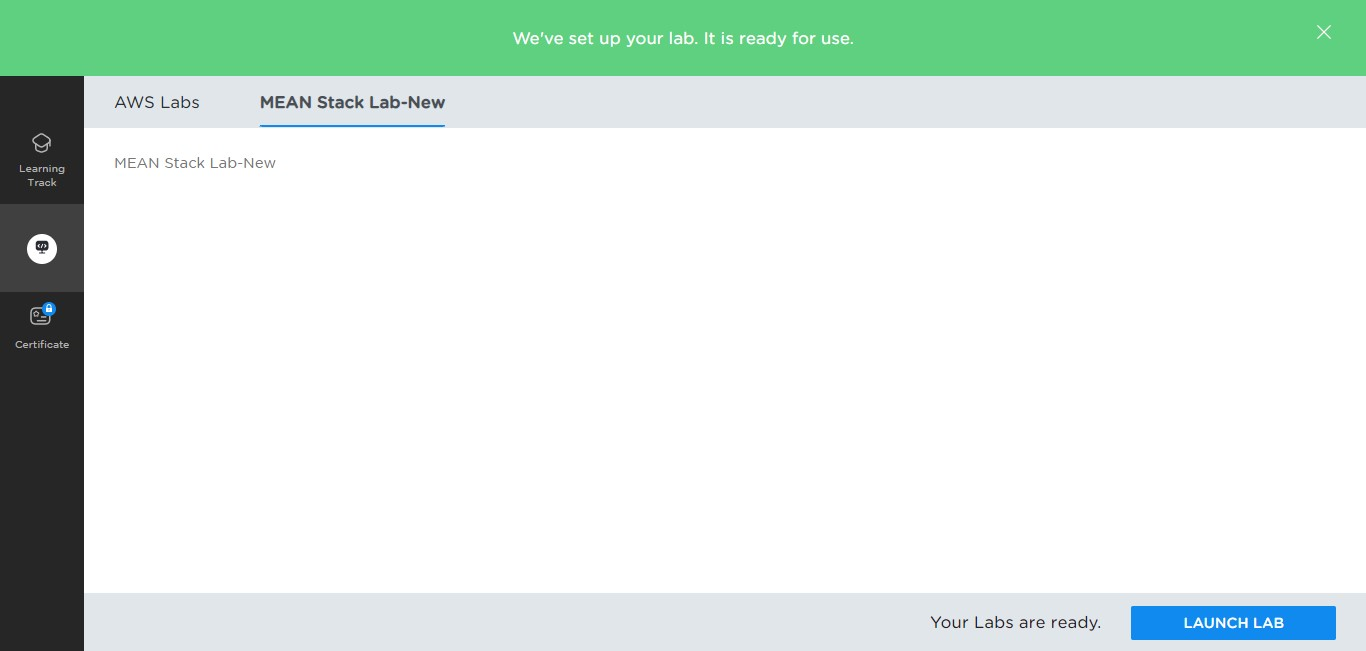 We've set up your lab. It is ready for use.
AWS Labs
MEAN Stack Lab-New
Learning
Track
MEAN Stack Lab-New
Certificate
Your Labs are ready.
LAUNCH LAB